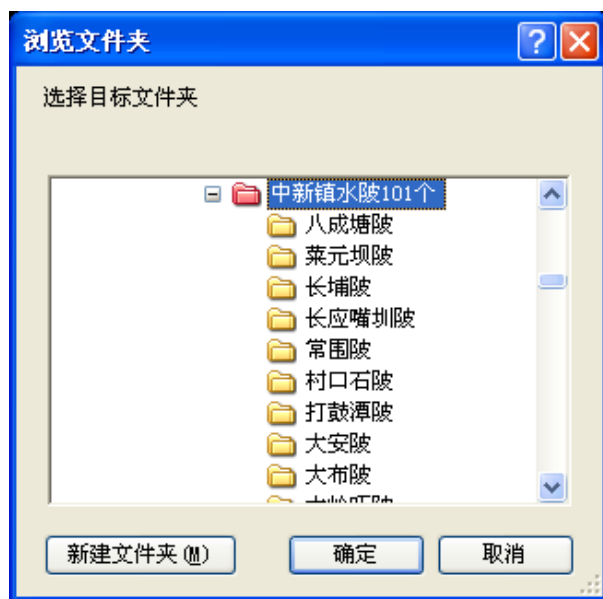 浏览文件夹
选择目标文件夹
中新镇水陂101个
八成塘陂
菜元坝陂
长埔陂
长应嘴圳陂
常围陂
村口石陂
打鼓潭陂
大安陂
大布陂
新建文件夹(M)
确定
取消